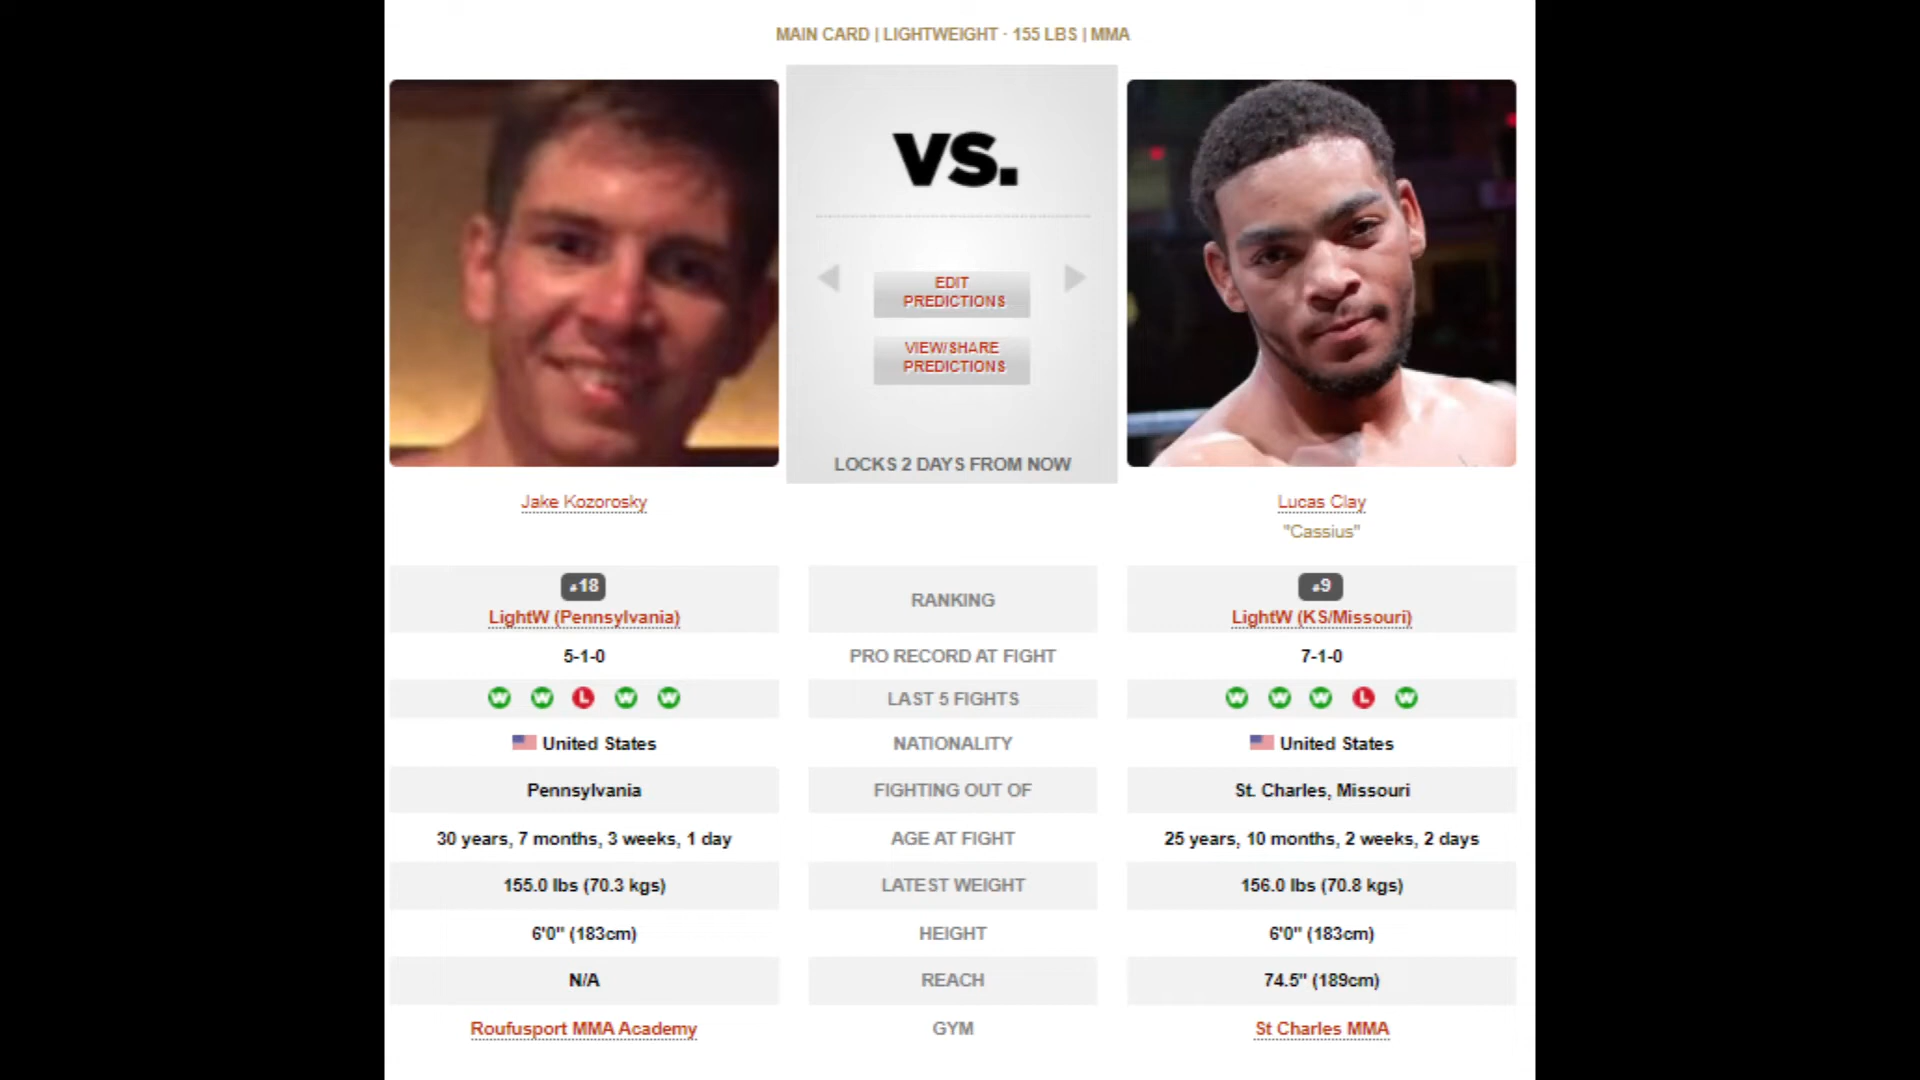 MAIN CARD | LIGHTWEIGHT · 155 LBS | MMA
VS.
EDIT
PREDICTIONS
VIEW/SHARE
PREDICTIONS
LOCKS 2 DAYS FROM NOW
Jake Kozorosky
Lucas Clay
"Cassius"
#18
LightW (Pennsylvania)
RANKING
#9
LightW (KS/Missouri)
5-1-0 PRO RECORD AT FIGHT 7-1-0
W W L W W LAST 5 FIGHTS W W W L W
United States NATIONALITY United States
Pennsylvania FIGHTING OUT OF St. Charles, Missouri
30 years, 7 months, 3 weeks, 1 day AGE AT FIGHT 25 years, 10 months, 2 weeks, 2 days
155.0 lbs (70.3 kgs) LATEST WEIGHT 156.0 lbs (70.8 kgs)
6'0" (183cm) HEIGHT 6'0" (183cm)
N/A REACH 74.5" (189cm)
Roufusport MMA Academy GYM St Charles MMA